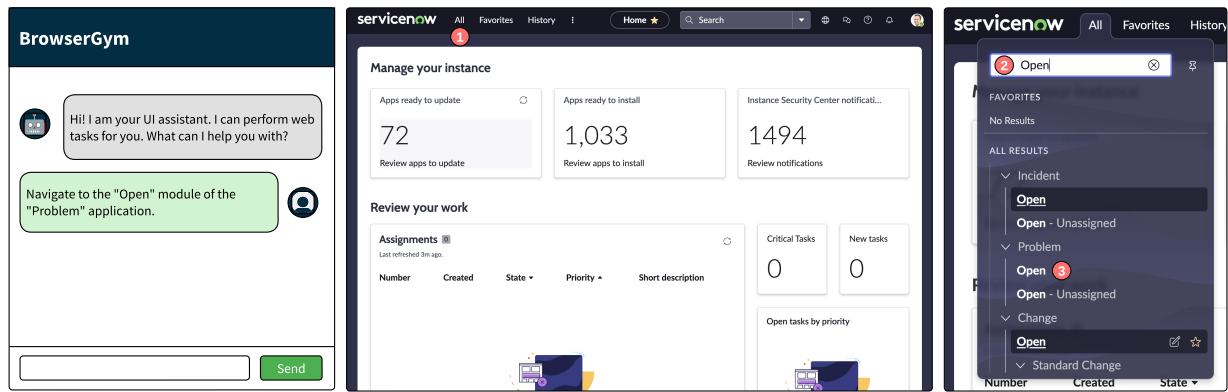 BrowserGym
Hi! I am your UI assistant. I can perform web
tasks for you. What can I help you with?
Navigate to the "Open" module of the
"Problem" application.
Send
servicenow All Favorites History Home Search
1
Manage your instance
Apps ready to update
72
Review apps to update
Apps ready to install
1,033
Review apps to install
Instance Security Center notificati...
1494
Review notifications
Review your work
Assignments 0
Last refreshed 3m ago.
Number Created State Priority Short description
Critical Tasks
0
New tasks
0
Open tasks by priority
servicenow All Favorites History
2 Open
FAVORITES
No Results
ALL RESULTS
Incident
Open
Open - Unassigned
Problem
Open 3
Open - Unassigned
Change
Open
Standard Change
Number Created State